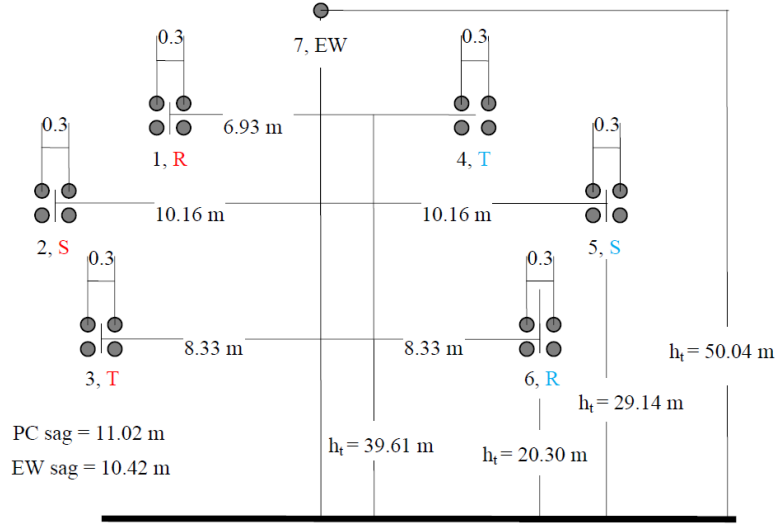 0.3
7, EW
0.3
6.93 m
1, R
4, T
0.3
0.3
10.16 m
10.16 m
2, S
5, S
0.3
0.3
8.33 m
8.33 m
3, T
6, R
hₜ = 50.04 m
hₜ = 29.14 m
PC sag = 11.02 m
hₜ = 39.61 m
hₜ = 20.30 m
EW sag = 10.42 m